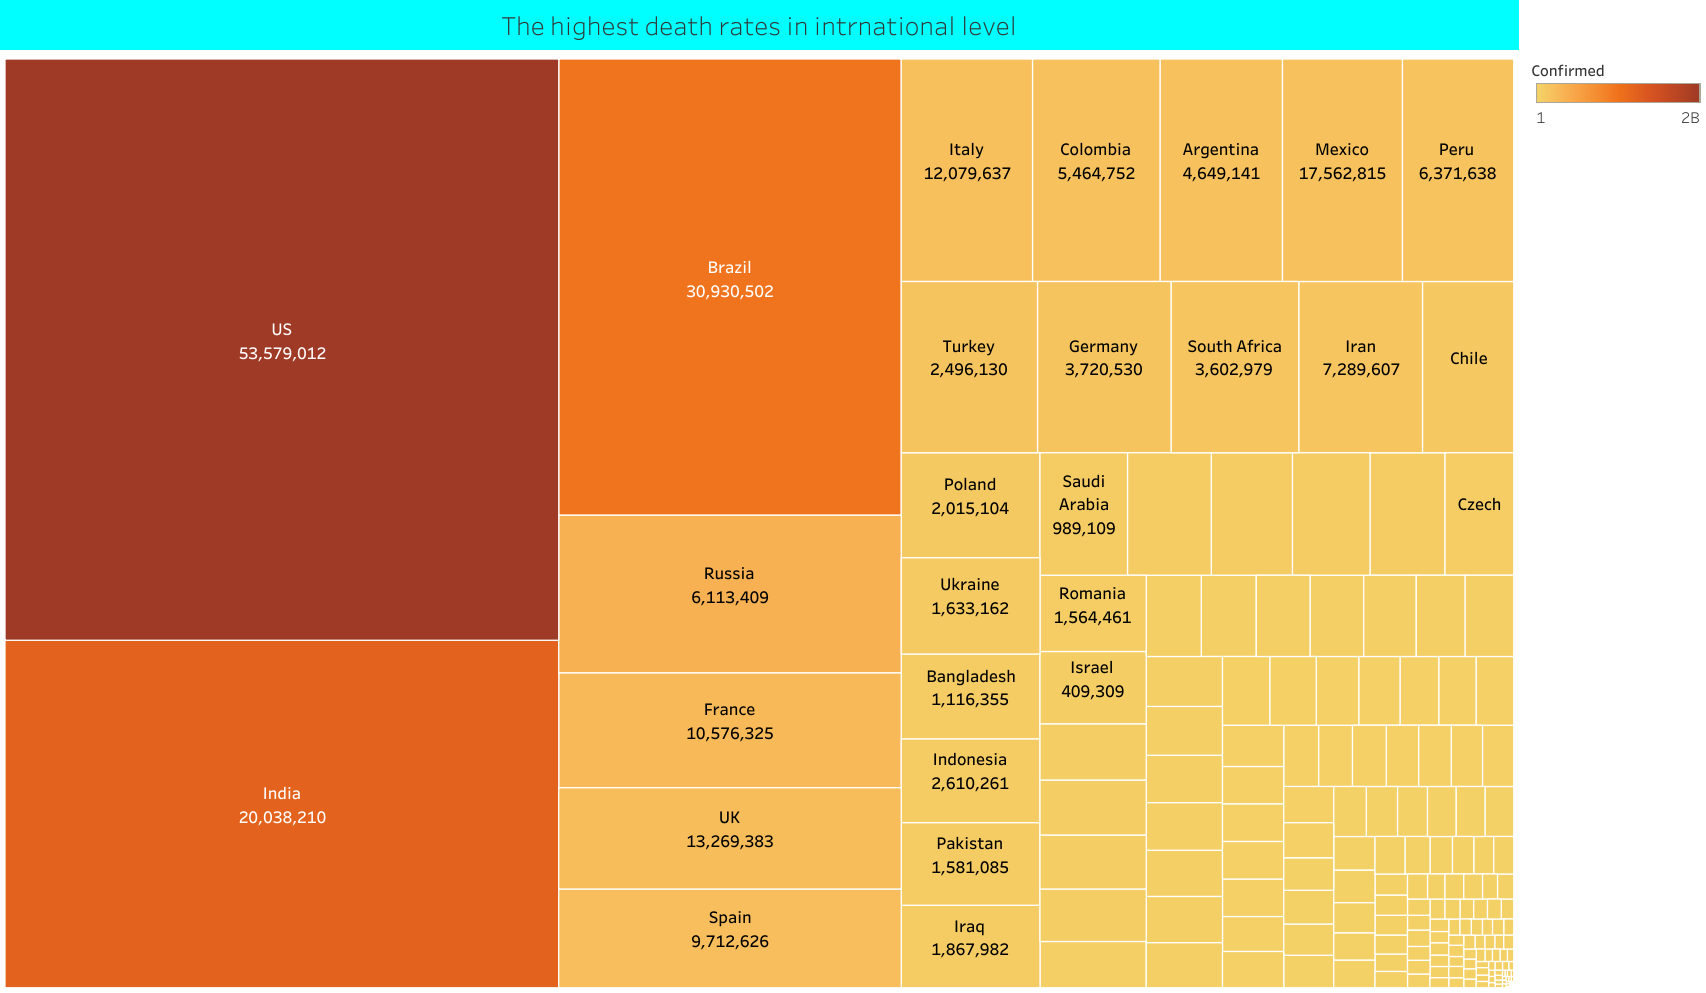 The highest death rates in intrnational level
Confirmed
1 2B
US
53,579,012
India
20,038,210
Brazil
30,930,502
Russia
6,113,409
France
10,576,325
UK
13,269,383
Spain
9,712,626
Italy
12,079,637
Colombia
5,464,752
Argentina
4,649,141
Mexico
17,562,815
Peru
6,371,638
Turkey
2,496,130
Germany
3,720,530
South Africa
3,602,979
Iran
7,289,607
Chile
Poland
2,015,104
Saudi
Arabia
989,109
Czech
Ukraine
1,633,162
Romania
1,564,461
Bangladesh
1,116,355
Israel
409,309
Indonesia
2,610,261
Pakistan
1,581,085
Iraq
1,867,982